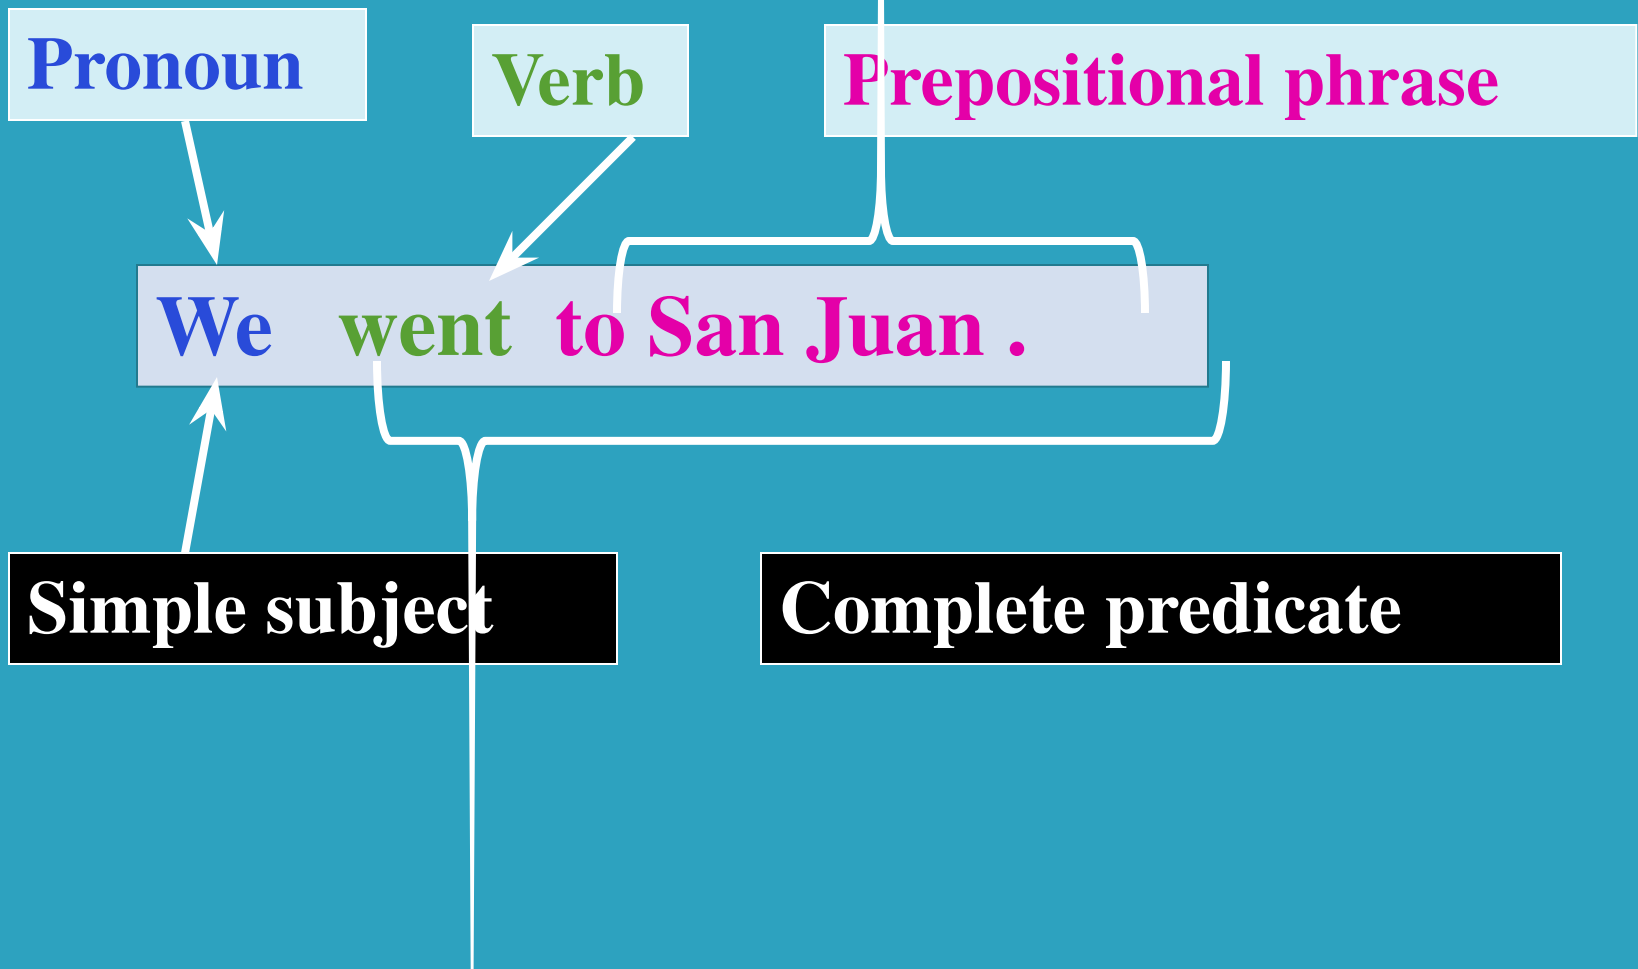 Pronoun
Verb
Prepositional phrase
We went to San Juan .
Simple subject
Complete predicate